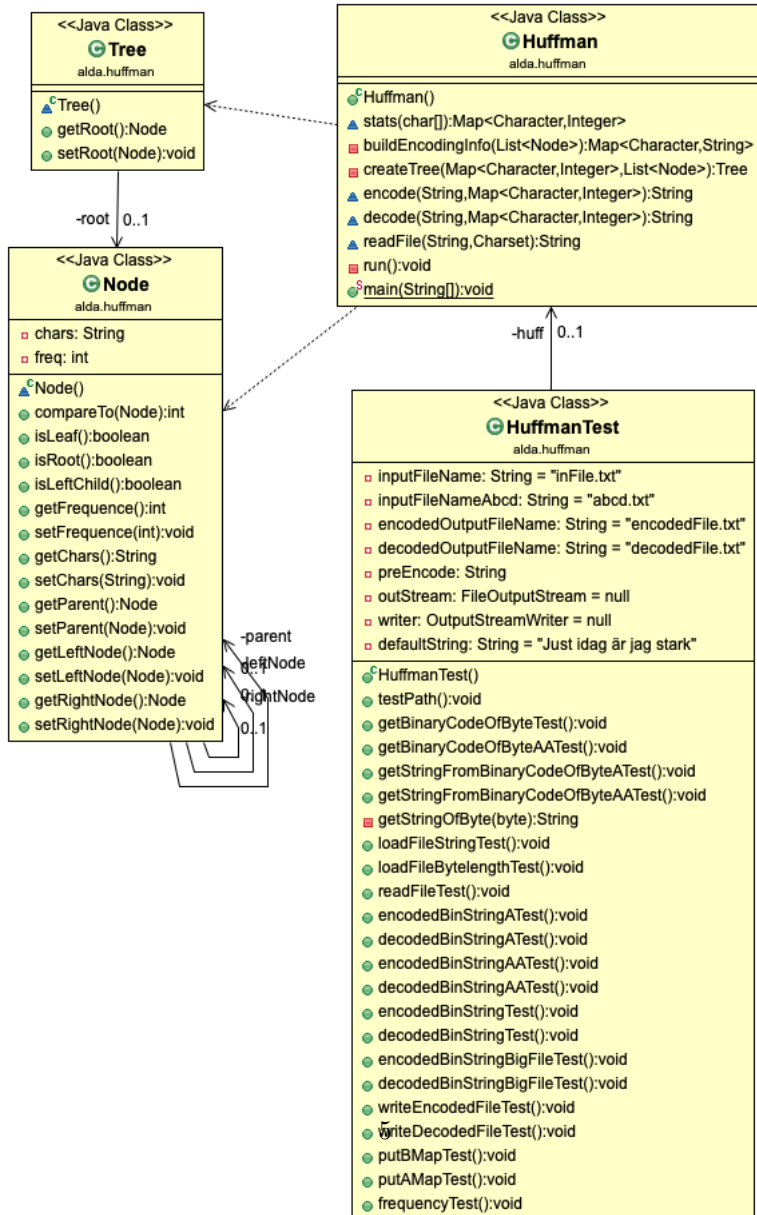 <<Java Class>>
Tree
alda.huffman
Tree()
getRoot():Node
setRoot(Node):void
<<Java Class>>
Huffman
alda.huffman
Huffman()
stats(char[]):Map<Character,Integer>
buildEncodingInfo(List<Node>):Map<Character,String>
createTree(Map<Character,Integer>,List<Node>):Tree
encode(String,Map<Character,Integer>):String
decode(String,Map<Character,Integer>):String
readFile(String,Charset):String
run():void
main(String[]):void
-root 0..1
<<Java Class>>
Node
alda.huffman
chars: String
freq: int
Node()
compareTo(Node):int
isLeaf():boolean
isRoot():boolean
isLeftChild():boolean
getFrequence():int
setFrequence(int):void
getChars():String
setChars(String):void
getParent():Node
setParent(Node):void
getLeftNode():Node
setLeftNode(Node):void
getRightNode():Node
setRightNode(Node):void
-parent
-leftNode
0..1
-rightNode
0..1
0..1
-huff 0..1
<<Java Class>>
HuffmanTest
alda.huffman
inputFileName: String = "inFile.txt"
inputFileNameAbcd: String = "abcd.txt"
encodedOutputFileName: String = "encodedFile.txt"
decodedOutputFileName: String = "decodedFile.txt"
preEncode: String
outStream: FileOutputStream = null
writer: OutputStreamWriter = null
defaultString: String = "Just idag är jag stark"
HuffmanTest()
testPath():void
getBinaryCodeOfByteTest():void
getBinaryCodeOfByteAATest():void
getStringFromBinaryCodeOfByteATest():void
getStringFromBinaryCodeOfByteAATest():void
getStringOfByte(byte):String
loadFileStringTest():void
loadFileBytelengthTest():void
readFileTest():void
encodedBinStringATest():void
decodedBinStringATest():void
encodedBinStringAATest():void
decodedBinStringAATest():void
encodedBinStringTest():void
decodedBinStringTest():void
encodedBinStringBigFileTest():void
decodedBinStringBigFileTest():void
writeEncodedFileTest():void
writeDecodedFileTest():void
5
putBMapTest():void
putAMapTest():void
frequencyTest():void